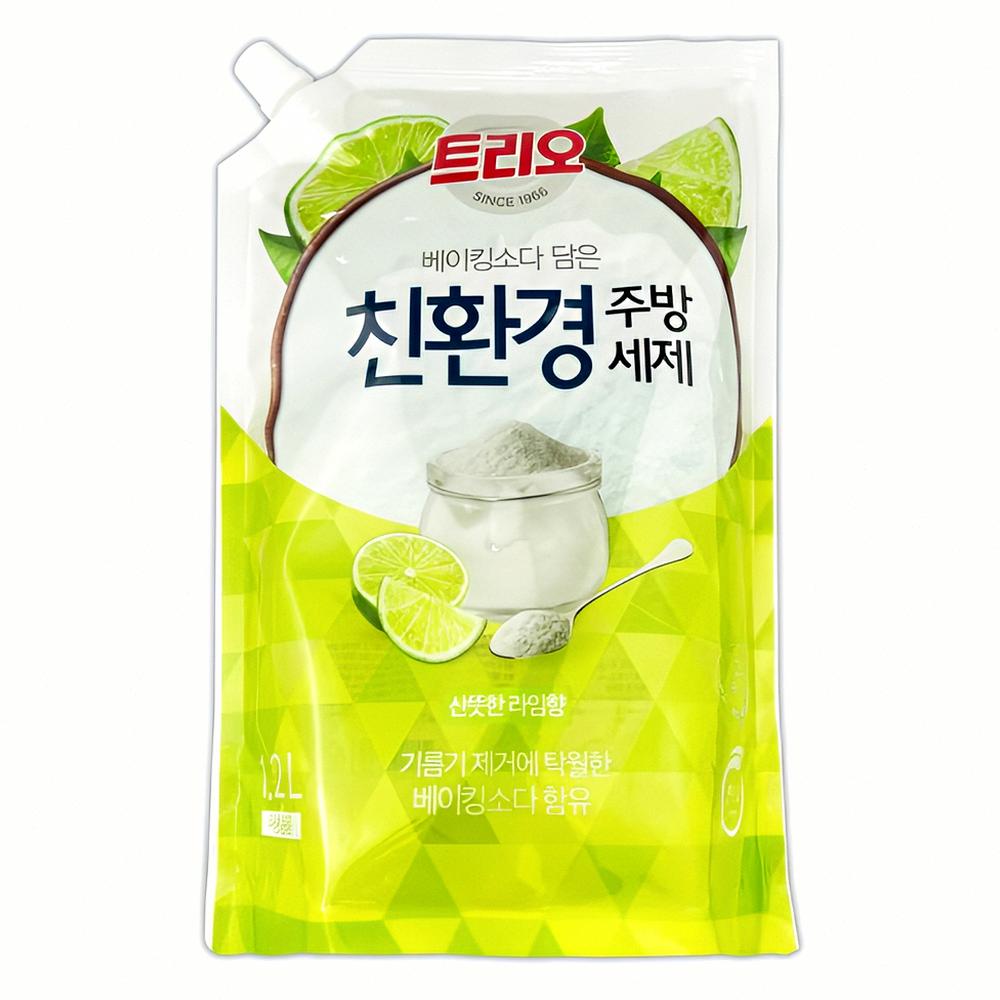 트리오
SINCE 1966
베이킹소다 담은
친환경 주방
세제
산뜻한 라임향
기름기 제거에 탁월한
베이킹소다 함유
1.2L